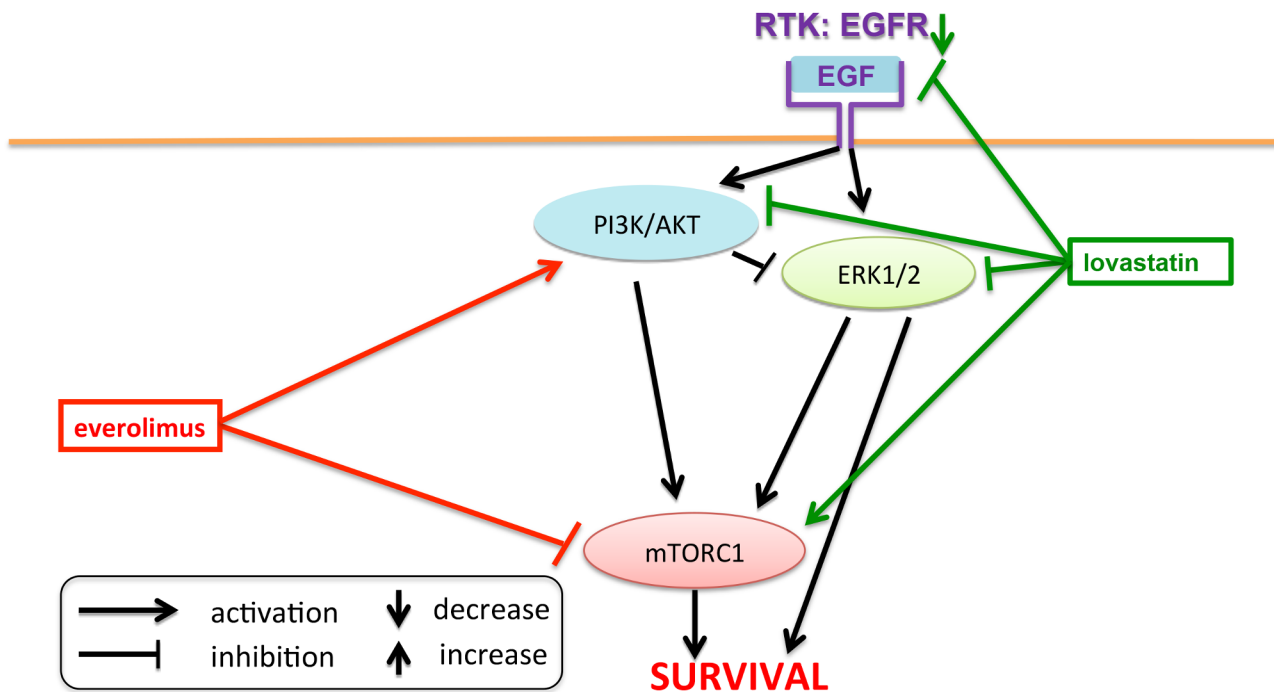 RTK: EGFR
EGF
PI3K/AKT
ERK1/2
lovastatin
everolimus
mTORC1
activation
decrease
inhibition
increase
SURVIVAL